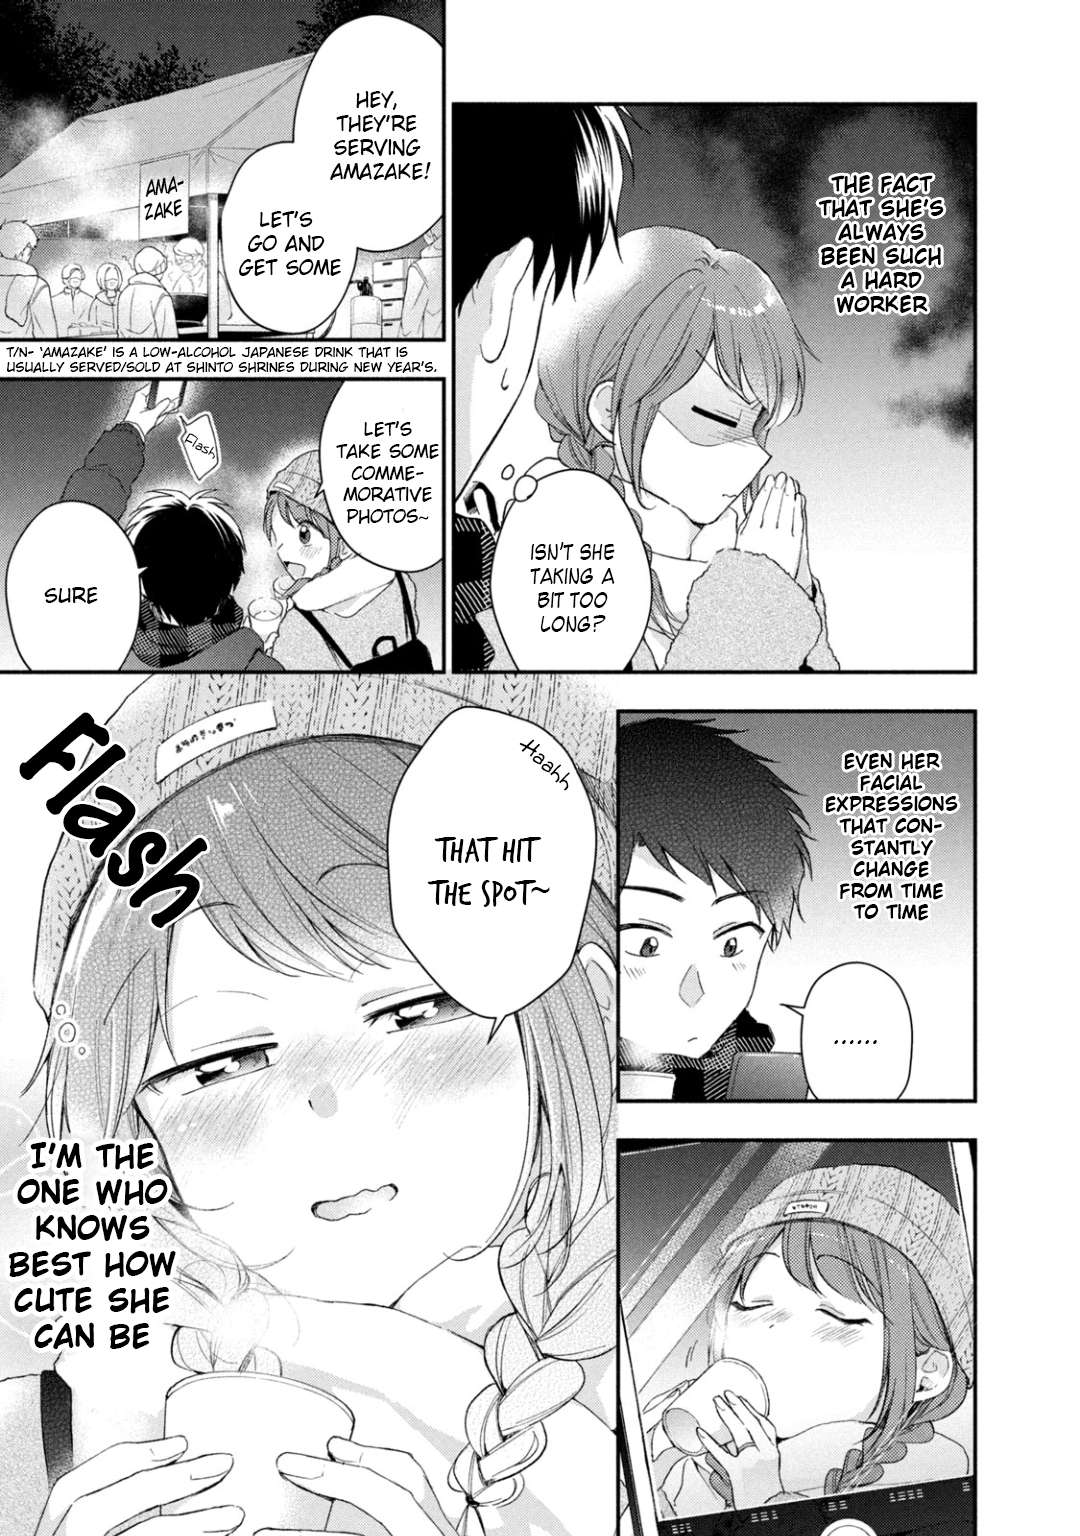 THE FACT
THAT SHE'S
ALWAYS
BEEN SUCH
A HARD
WORKER
ISN'T SHE
TAKING A
BIT TOO
LONG?
HEY,
THEY'RE
SERVING
AMAZAKE!
LET'S
GO AND
GET SOME
AMA-
ZAKE
T/N- 'AMAZAKE' IS A LOW-ALCOHOL JAPANESE DRINK THAT IS
USUALLY SERVED/SOLD AT SHINTO SHRINES DURING NEW YEAR'S.
LET'S
TAKE SOME
COMME-
MORATIVE
PHOTOS~
Flash
SURE
EVEN HER
FACIAL
EXPRESSIONS
THAT CON-
STANTLY
CHANGE
FROM TIME
TO TIME
......
Haahh
THAT HIT
THE SPOT~
Flash
I'M THE
ONE WHO
KNOWS
BEST HOW
CUTE SHE
CAN BE